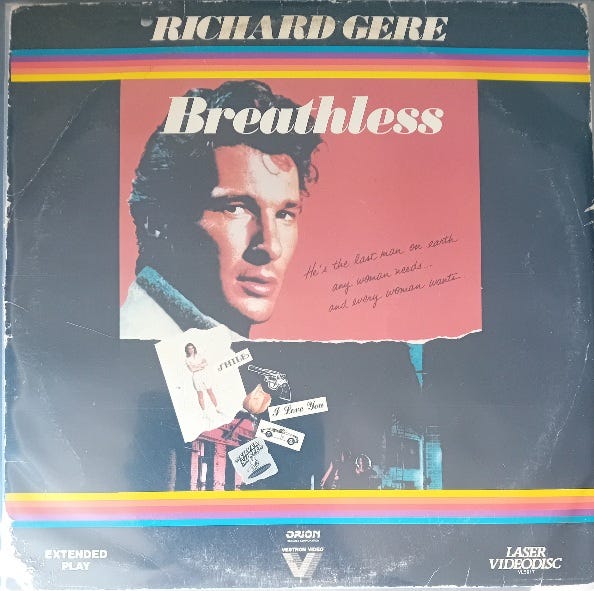 RICHARD GERE
Breathless
He's the last man on earth
any woman needs...
and every woman wants
I Love You
ORION
VESTRON VIDEO
EXTENDED
PLAY
LASER
VIDEODISC